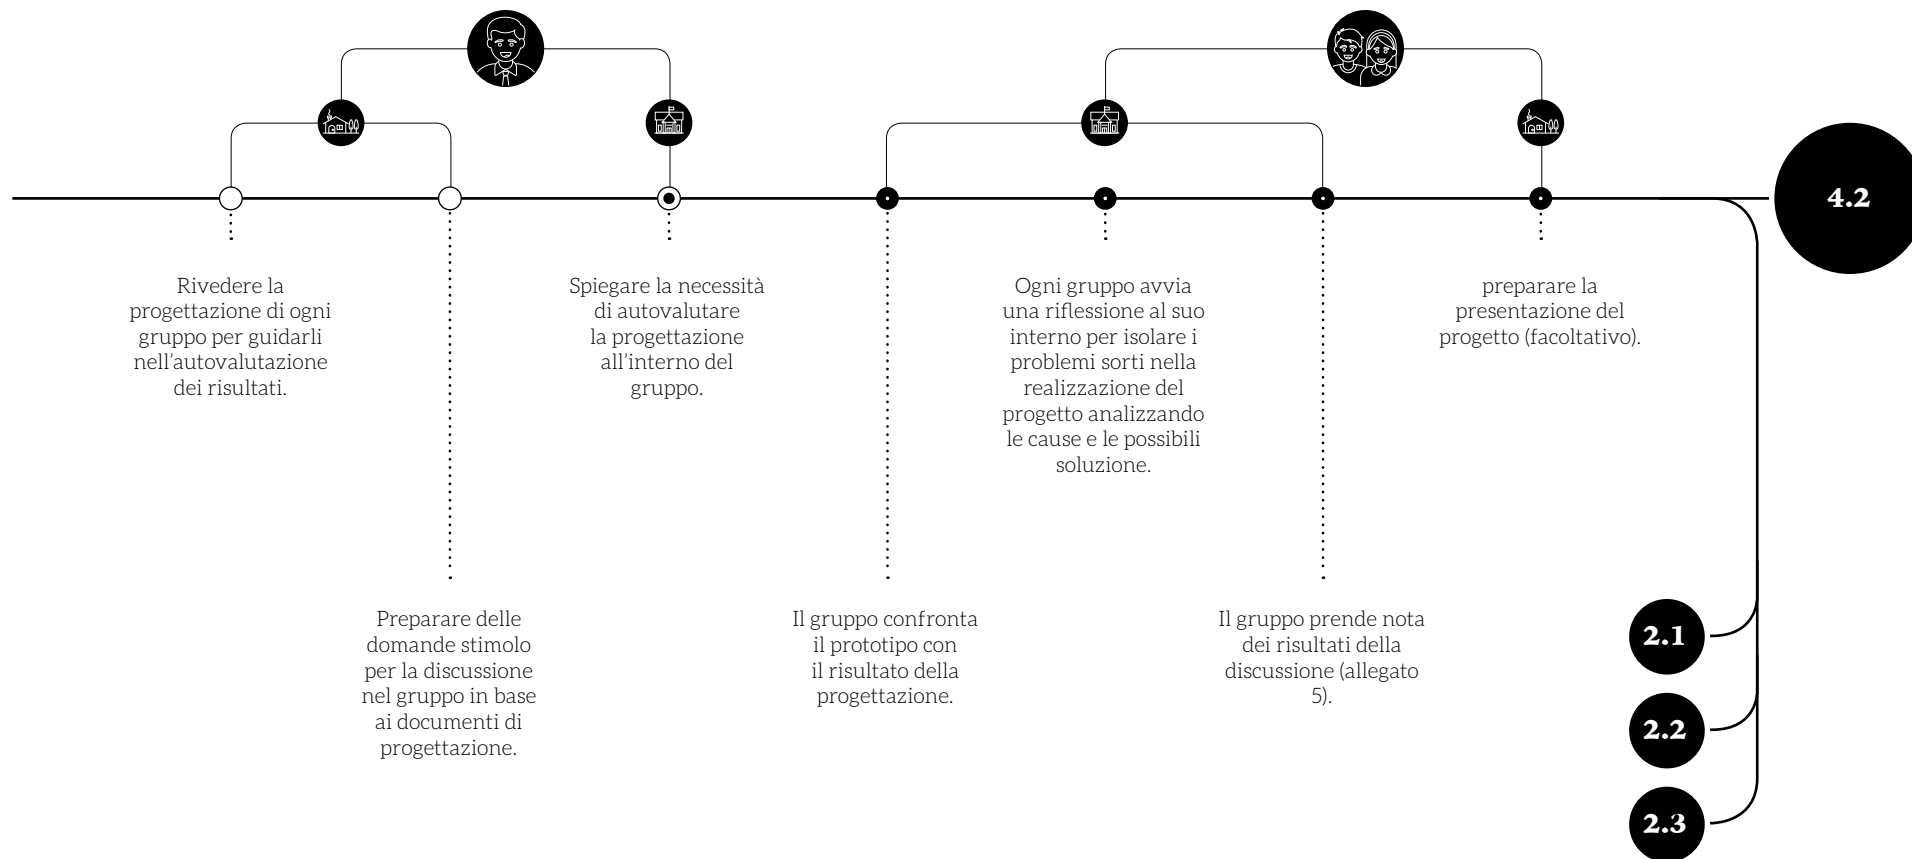 4.2
Rivedere la
progettazione di ogni
gruppo per guidarli
nell'autovalutazione
dei risultati.
Spiegare la necessità
di autovalutare
la progettazione
all'interno del
gruppo.
Ogni gruppo avvia
una riflessione al suo
interno per isolare i
problemi sorti nella
realizzazione del
progetto analizzando
le cause e le possibili
soluzione.
preparare la
presentazione del
progetto (facoltativo).
Preparare delle
domande stimolo
per la discussione
nel gruppo in base
ai documenti di
progettazione.
Il gruppo confronta
il prototipo con
il risultato della
progettazione.
Il gruppo prende nota
dei risultati della
discussione (allegato
5).
2.1
2.2
2.3